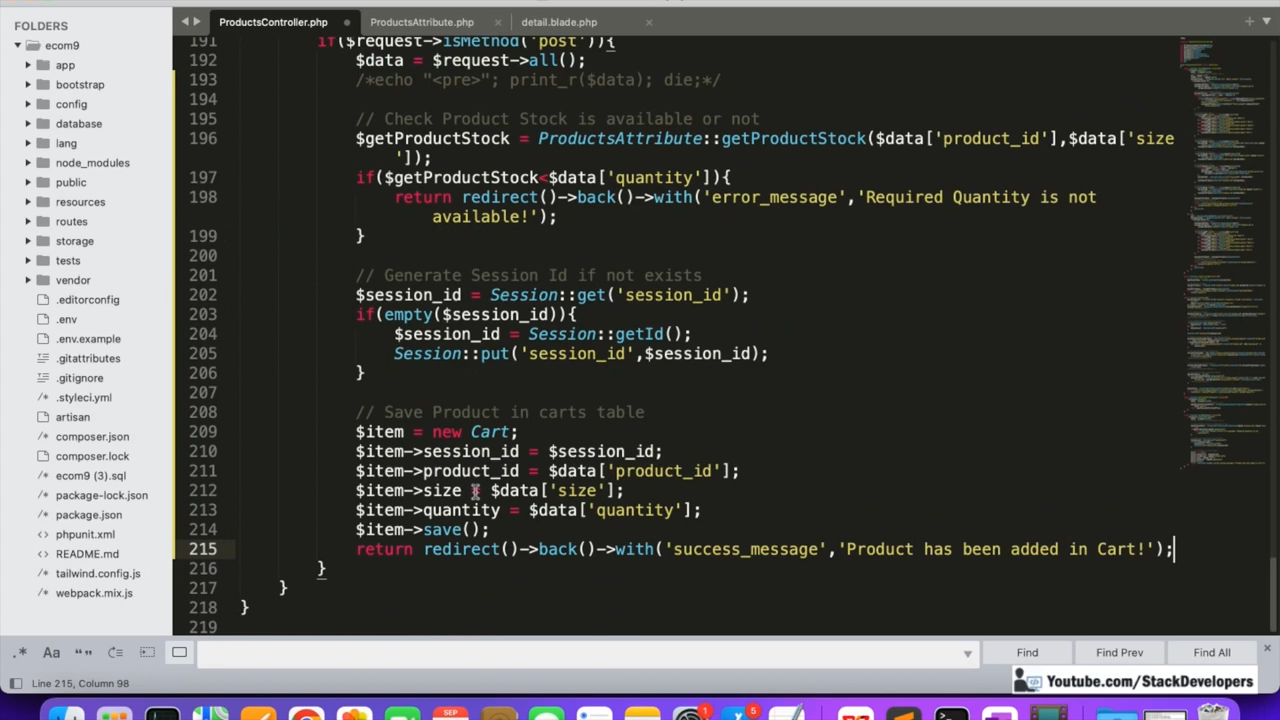 FOLDERS
ecom9
app
bootstrap
config
database
lang
node_modules
public
resources
routes
storage
tests
vendor
.editorconfig
.env
.env.example
.gitattributes
.gitignore
.styleci.yml
artisan
composer.json
composer.lock
ecom9 (3).sql
package-lock.json
package.json
phpunit.xml
README.md
tailwind.config.js
webpack.mix.js
ProductsController.php
ProductsAttribute.php
detail.blade.php
191 if($request->isMethod('post')){
192 $data = $request->all();
193 /*echo "<pre>"; print_r($data); die;*/
194
195 // Check Product Stock is available or not
196 $getProductStock = ProductsAttribute::getProductStock($data['product_id'],$data['size
']);
197 if($getProductStock<$data['quantity']){
198 return redirect()->back()->with('error_message','Required Quantity is not
available!');
199 }
200
201 // Generate Session Id if not exists
202 $session_id = Session::get('session_id');
203 if(empty($session_id)){
204 $session_id = Session::getId();
205 Session::put('session_id',$session_id);
206 }
207
208 // Save Product in carts table
209 $item = new Cart;
210 $item->session_id = $session_id;
211 $item->product_id = $data['product_id'];
212 $item->size = $data['size'];
213 $item->quantity = $data['quantity'];
214 $item->save();
215 return redirect()->back()->with('success_message','Product has been added in Cart!');
216 }
217 }
218 }
219
.* Aa “”
Find
Find Prev
Find All
Line 215, Column 98
Youtube.com/StackDevelopers
SEP
1
5